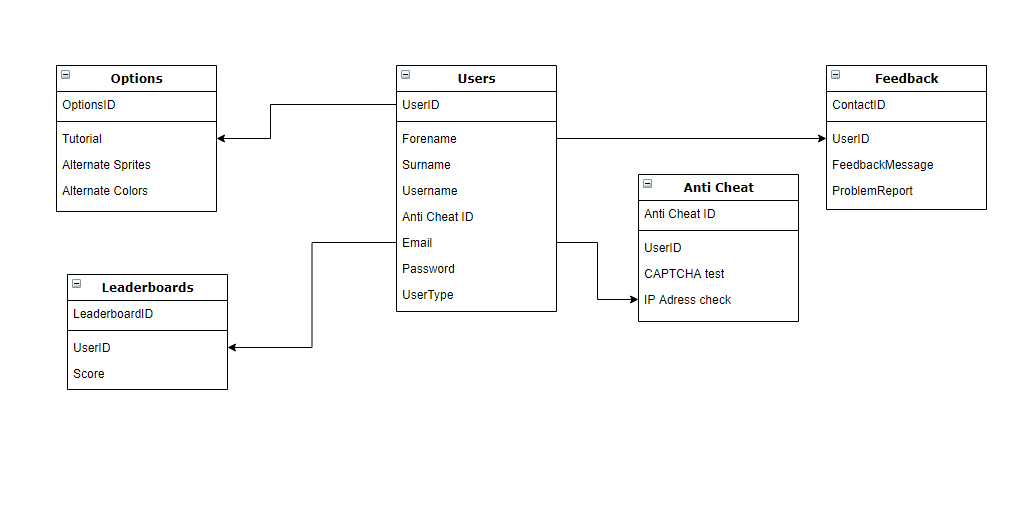 Options
OptionsID
Tutorial
Alternate Sprites
Alternate Colors
Users
UserID
Forename
Surname
Username
Anti Cheat ID
Email
Password
UserType
Feedback
ContactID
UserID
FeedbackMessage
ProblemReport
Anti Cheat
Anti Cheat ID
UserID
CAPTCHA test
IP Adress check
Leaderboards
LeaderboardID
UserID
Score